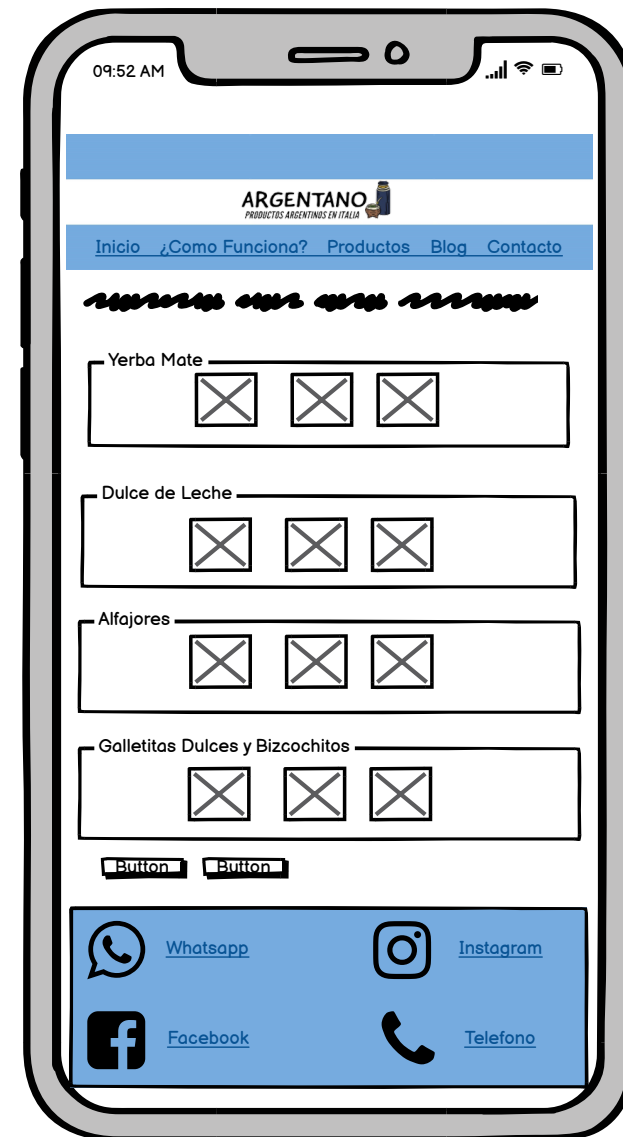 09:52 AM
ARGENTANO
PRODUCTOS ARGENTINOS EN ITALIA
Inicio ¿Como Funciona? Productos Blog Contacto
Yerba Mate
Dulce de Leche
Alfajores
Galletitas Dulces y Bizcochitos
Button Button
Whatsapp Instagram
Facebook Telefono